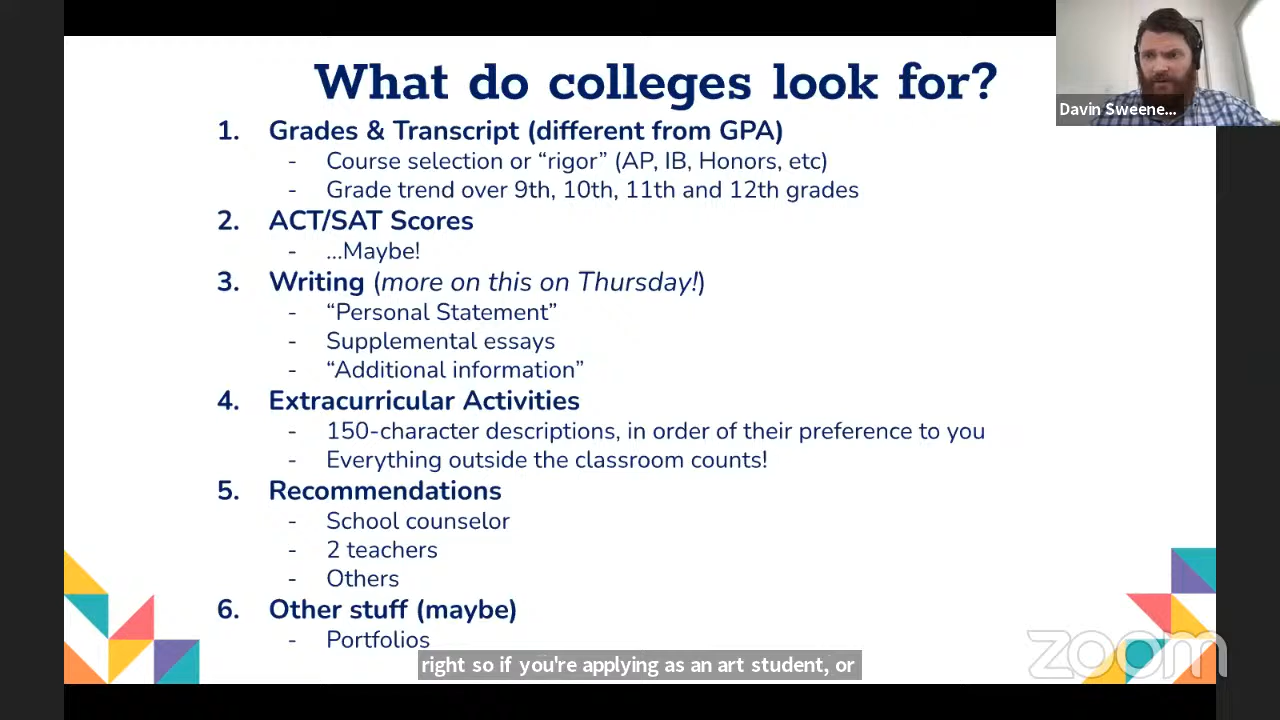 What do colleges look for?
Davin Sweene...
1. Grades & Transcript (different from GPA)
- Course selection or “rigor” (AP, IB, Honors, etc)
- Grade trend over 9th, 10th, 11th and 12th grades
2. ACT/SAT Scores
- ...Maybe!
3. Writing (more on this on Thursday!)
- “Personal Statement”
- Supplemental essays
- “Additional information”
4. Extracurricular Activities
- 150-character descriptions, in order of their preference to you
- Everything outside the classroom counts!
5. Recommendations
- School counselor
- 2 teachers
- Others
6. Other stuff (maybe)
- Portfolios
right so if you're applying as an art student, or
zoom